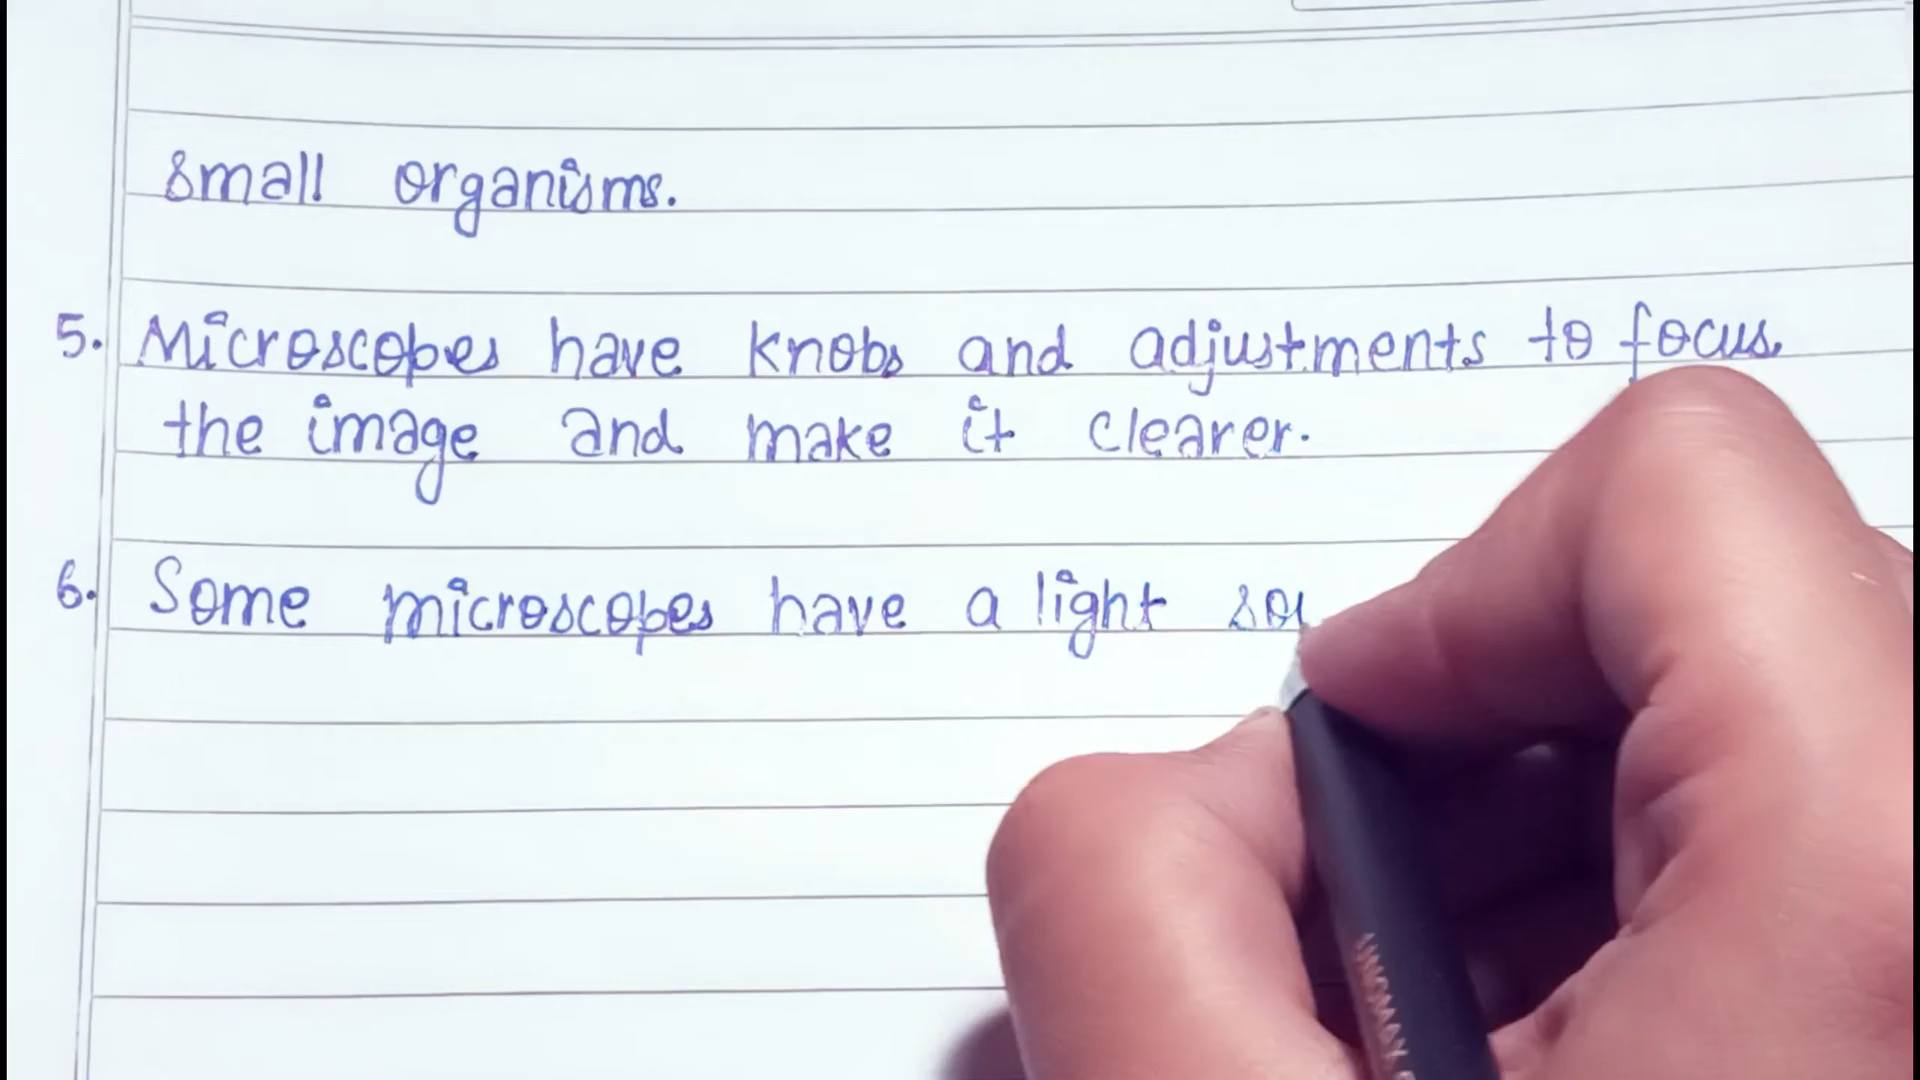 small organisms.
5. Microscopes have knobs and adjustments to focus
the image and make it clearer.
6. Some microscopes have a light sou